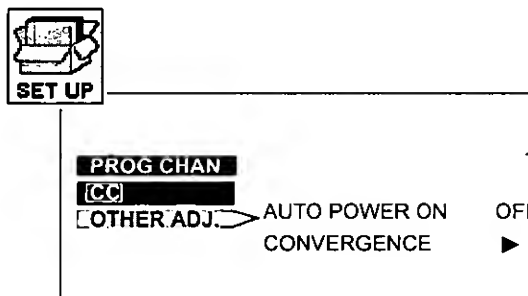 SET UP
PROG CHAN
CC
OTHER ADJ.
AUTO POWER ON
CONVERGENCE ▶